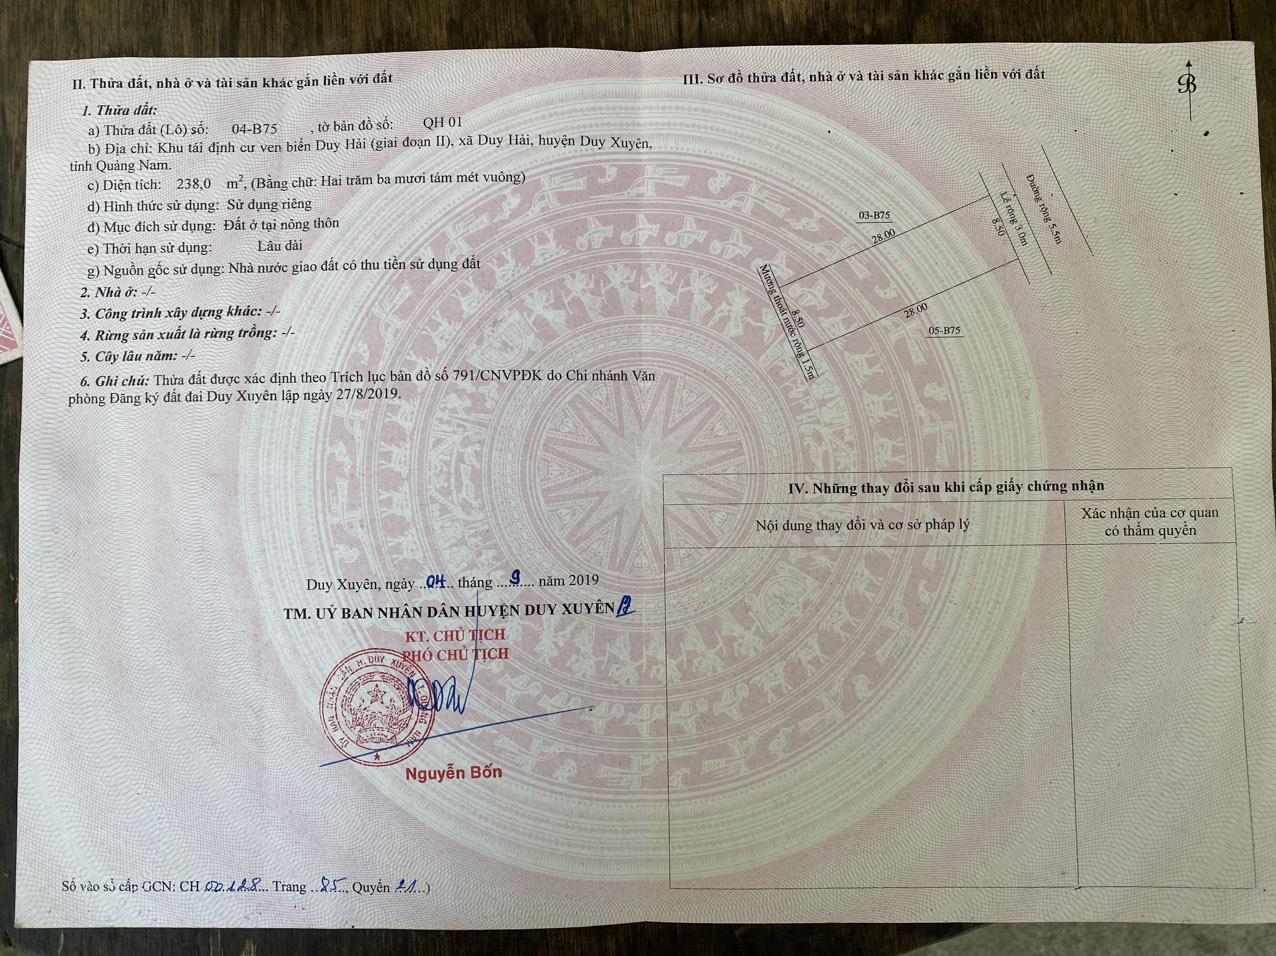 II. Thửa đất, nhà ở và tài sản khác gắn liền với đất
1. Thửa đất:
a) Thửa đất (Lô) số: 04-B75 , tờ bản đồ số: QH 01
b) Địa chỉ: Khu tái định cư ven biển Duy Hải (giai đoạn II), xã Duy Hải, huyện Duy Xuyên,
tỉnh Quảng Nam.
c) Diện tích: 238,0 m², (Bằng chữ: Hai trăm ba mươi tám mét vuông)
d) Hình thức sử dụng: Sử dụng riêng
đ) Mục đích sử dụng: Đất ở tại nông thôn
e) Thời hạn sử dụng: Lâu dài
g) Nguồn gốc sử dụng: Nhà nước giao đất có thu tiền sử dụng đất
2. Nhà ở: -/-
3. Công trình xây dựng khác: -/-
4. Rừng sản xuất là rừng trồng: -/-
5. Cây lâu năm: -/-
6. Ghi chú: Thửa đất được xác định theo Trích lục bản đồ số 791/CNVPĐK do Chi nhánh Văn
phòng Đăng ký đất đai Duy Xuyên lập ngày 27/8/2019.
Duy Xuyên, ngày ..04.. tháng ...9.... năm 2019
TM. UỶ BAN NHÂN DÂN HUYỆN DUY XUYÊN
KT. CHỦ TỊCH
PHÓ CHỦ TỊCH
ỦY BAN NHÂN DÂN H. DUY XUYÊN T. QUẢNG NAM
Nguyễn Bốn
Số vào sổ cấp GCN: CH 00128... Trang ..85.., Quyển 21...)
III. Sơ đồ thửa đất, nhà ở và tài sản khác gắn liền với đất
B
03-B75
28.00
8.50
Lề rộng 3.0m
Đường rộng 5.5m
Mương thoát nước rộng 1.5m
8.50
28.00
05-B75
IV. Những thay đổi sau khi cấp giấy chứng nhận
Nội dung thay đổi và cơ sở pháp lý
Xác nhận của cơ quan
có thẩm quyền